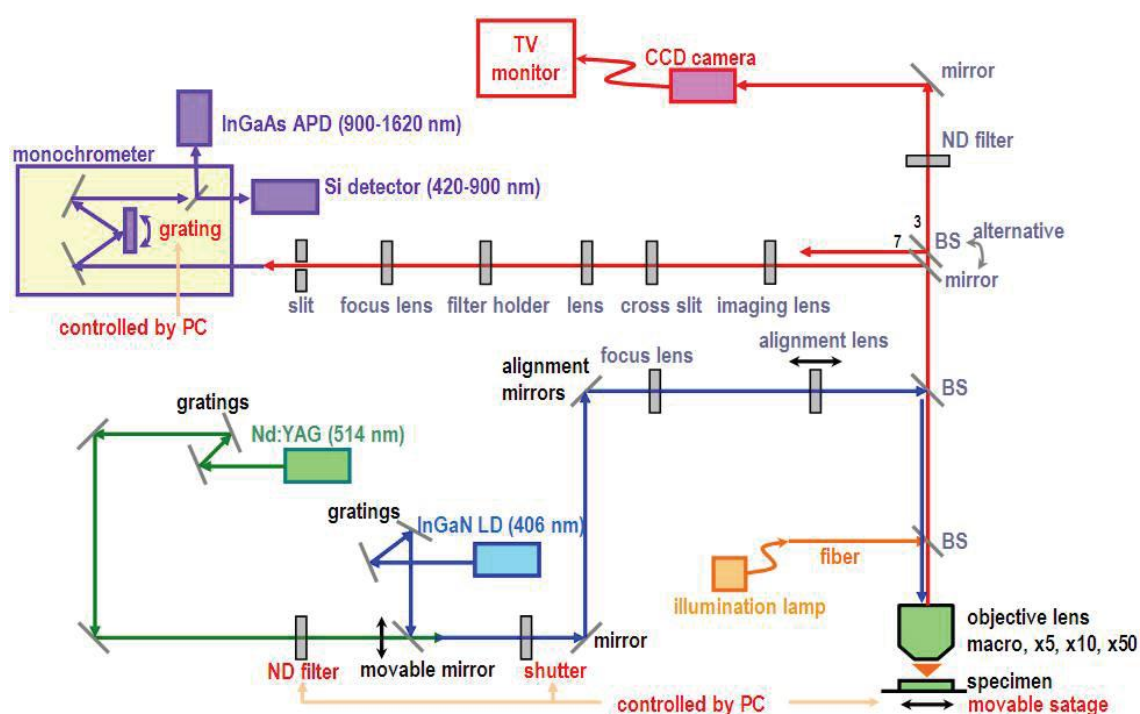 TV
monitor
CCD camera
mirror
InGaAs APD (900-1620 nm)
ND filter
monochrometer
Si detector (420-900 nm)
grating
3
7
BS
alternative
mirror
slit
focus lens
filter holder
lens
cross slit
imaging lens
controlled by PC
alignment
mirrors
focus lens
alignment lens
BS
gratings
Nd:YAG (514 nm)
gratings
InGaN LD (406 nm)
BS
fiber
illumination lamp
objective lens
macro, x5, x10, x50
mirror
ND filter
movable mirror
shutter
specimen
controlled by PC
movable satage